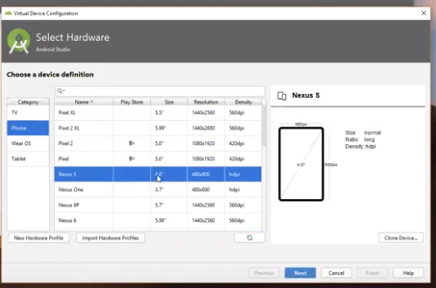 Virtual Device Configuration
Select Hardware
Android Studio
Choose a device definition
Category
TV
Phone
Wear OS
Tablet
Name Play Store Size Resolution Density
Pixel XL 5.5" 1440x2560 560dpi
Pixel 2 XL 5.99" 1440x2880 560dpi
Pixel 2 5.0" 1080x1920 420dpi
Pixel 5.0" 1080x1920 420dpi
Nexus S 4.0" 480x800 hdpi
Nexus One 3.7" 480x800 hdpi
Nexus 6P 5.7" 1440x2560 560dpi
Nexus 6 5.96" 1440x2560 560dpi
New Hardware Profile Import Hardware Profiles
Nexus S
480px
4.0"
800px
Size: normal
Ratio: long
Density: hdpi
Clone Device...
Previous Next Cancel Finish Help